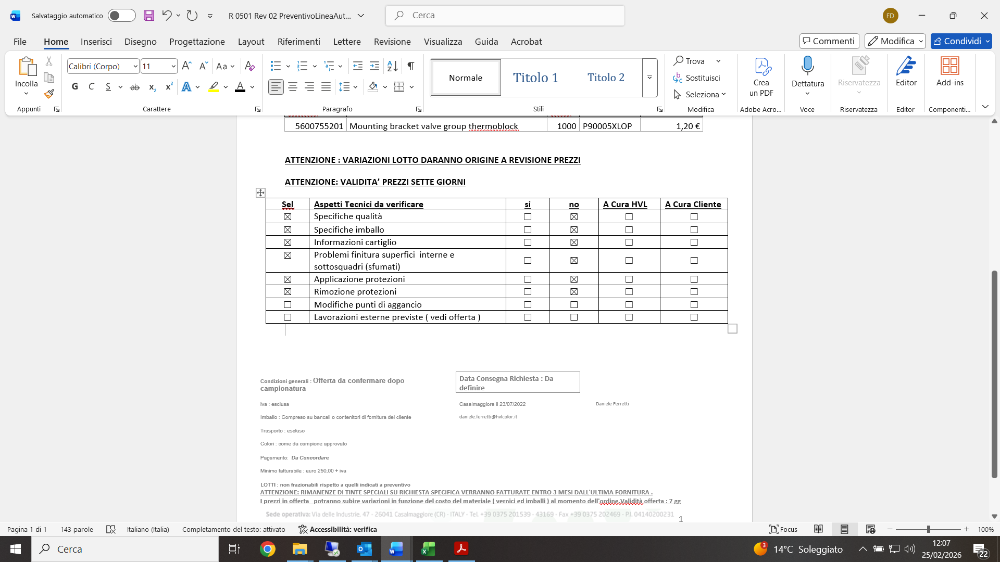 Salvataggio automatico
R 0501 Rev 02 PreventivoLineaAut...
Cerca
FD
File Home Inserisci Disegno Progettazione Layout Riferimenti Lettere Revisione Visualizza Guida Acrobat
Commenti Modifica Condividi
Incolla
Calibri (Corpo) 11
Normale Titolo 1 Titolo 2
Trova
Sostituisci
Seleziona
Crea un PDF
Dettatura
Riservatezza
Editor
Add-ins
Appunti Carattere Paragrafo Stili Modifica Adobe Acro... Voce Riservatezza Editor Componenti...
5600755201 Mounting bracket valve group thermoblock 1000 P90005XLOP 1,20 €
ATTENZIONE : VARIAZIONI LOTTO DARANNO ORIGINE A REVISIONE PREZZI
ATTENZIONE: VALIDITA’ PREZZI SETTE GIORNI
Sel Aspetti Tecnici da verificare si no A Cura HVL A Cura Cliente
☒ Specifiche qualità ☐ ☒ ☐ ☐
☒ Specifiche imballo ☐ ☒ ☐ ☐
☒ Informazioni cartiglio ☐ ☒ ☐ ☐
☒ Problemi finitura superfici interne e
sottosquadri (sfumati) ☐ ☒ ☐ ☐
☒ Applicazione protezioni ☐ ☒ ☐ ☐
☒ Rimozione protezioni ☐ ☒ ☐ ☐
☐ Modifiche punti di aggancio ☐ ☐ ☐ ☐
☐ Lavorazioni esterne previste ( vedi offerta ) ☐ ☐ ☐ ☐
Condizioni generali : Offerta da confermare dopo
campionatura
Data Consegna Richiesta : Da
definire
iva : esclusa
Casalmaggiore il 23/07/2022
Daniele Ferretti
Imballo : Compreso su bancali o contenitori di fornitura del cliente
daniele.ferretti@hvlcolor.it
Trasporto : escluso
Colori : come da campione approvato
Pagamento: Da Concordare
Minimo fatturabile : euro 250,00 + iva
LOTTI : non frazionabili rispetto a quelli indicati a preventivo
ATTENZIONE: RIMANENZE DI TINTE SPECIALI SU RICHIESTA SPECIFICA VERRANNO FATTURATE ENTRO 3 MESI DALL'ULTIMA FORNITURA .
I prezzi in offerta potranno subire variazioni in funzione del costo del materiale ( vernici ed imballi ) al momento dell'ordine.Validità offerta : 7 gg
Sede operativa: Via delle Industrie, 47 - 26041 Casalmaggiore (CR) - ITALY - Tel. +39 0375 201539 - 43169 - Fax +39 0375 202469 - P.I. 04140200231
1
Pagina 1 di 1 143 parole Italiano (Italia) Completamento del testo: attivato Accessibilità: verifica
Focus 100%
Cerca
3 14°C Soleggiato
12:07
25/02/2026
22